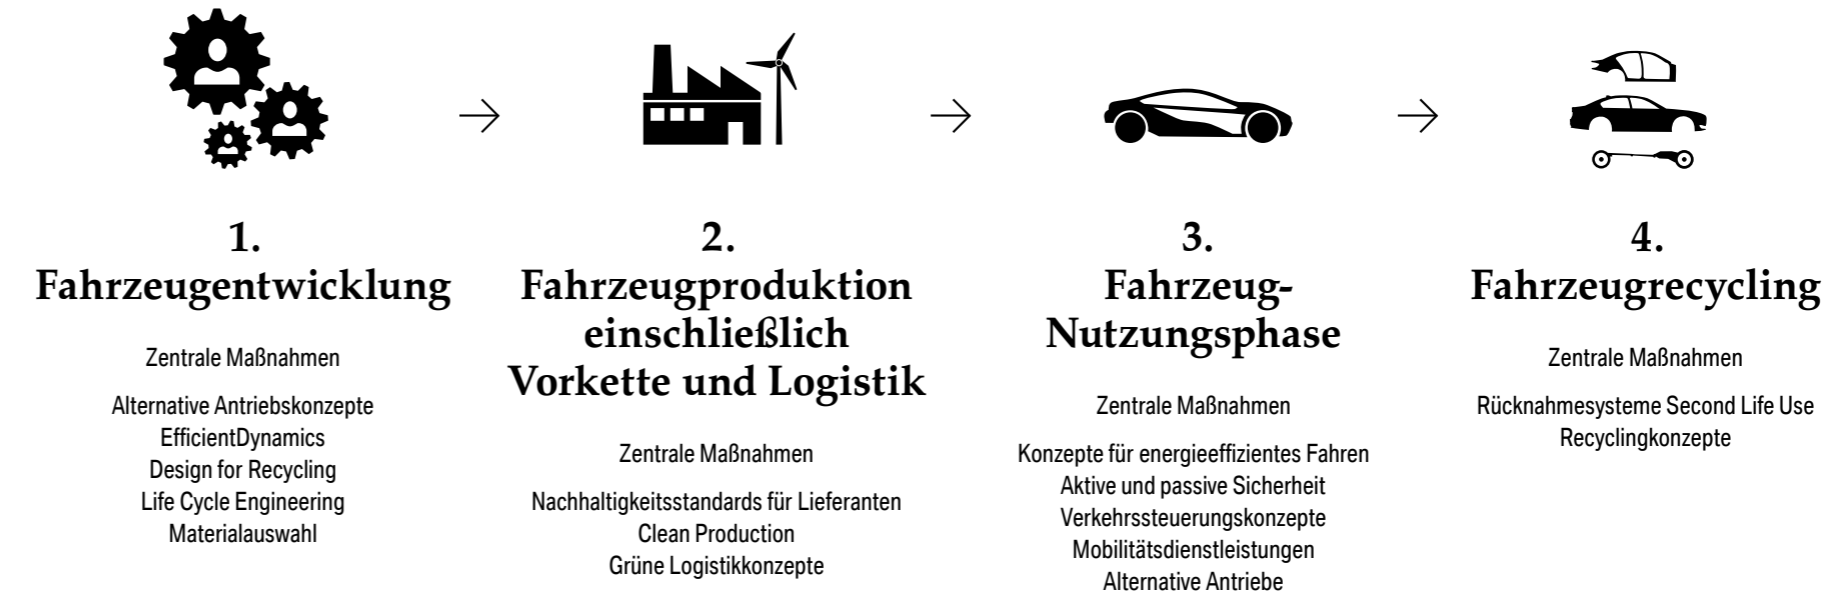 1.
Fahrzeugentwicklung
Zentrale Maßnahmen
Alternative Antriebskonzepte
EfficientDynamics
Design for Recycling
Life Cycle Engineering
Materialauswahl
2.
Fahrzeugproduktion
einschließlich
Vorkette und Logistik
Zentrale Maßnahmen
Nachhaltigkeitsstandards für Lieferanten
Clean Production
Grüne Logistikkonzepte
3.
Fahrzeug-
Nutzungsphase
Zentrale Maßnahmen
Konzepte für energieeffizientes Fahren
Aktive und passive Sicherheit
Verkehrssteuerungskonzepte
Mobilitätsdienstleistungen
Alternative Antriebe
4.
Fahrzeugrecycling
Zentrale Maßnahmen
Rücknahmesysteme Second Life Use
Recyclingkonzepte